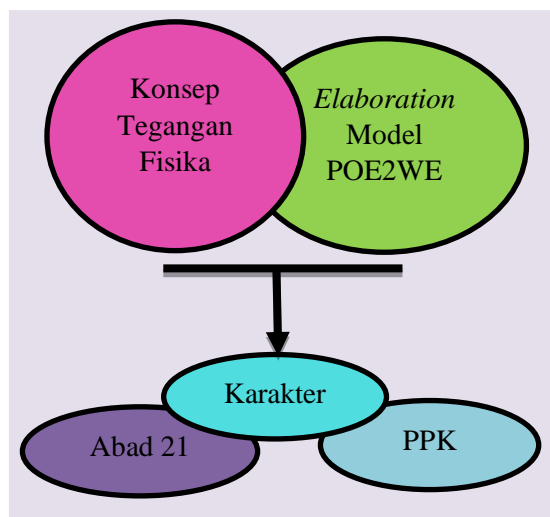 Konsep
Tegangan
Fisika
Elaboration
Model
POE2WE
Karakter
Abad 21
PPK